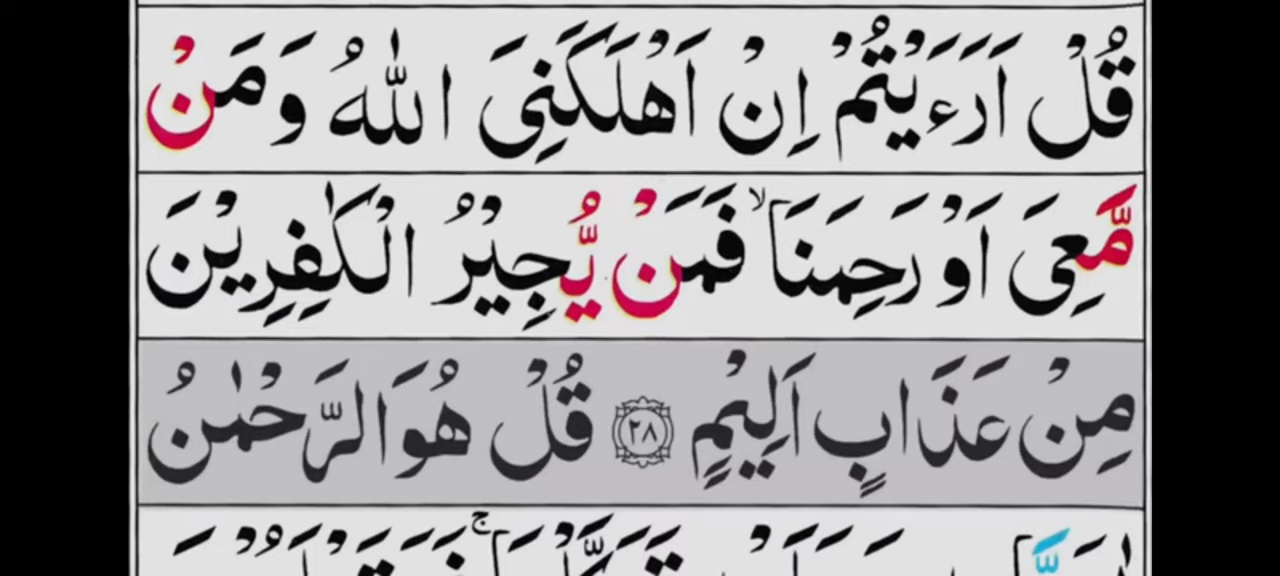 قُلْ اَرَءَيْتُمْ اِنْ اَهْلَكَنِىَ اللّٰهُ وَمَنْ
مَّعِىَ اَوْ رَحِمَنَا ۙ فَمَنْ يُّجِيْرُ الْكٰفِرِيْنَ
مِنْ عَذَابٍ اَلِيْمٍ ﴿٢٨﴾ قُلْ هُوَ الرَّحْمٰنُ